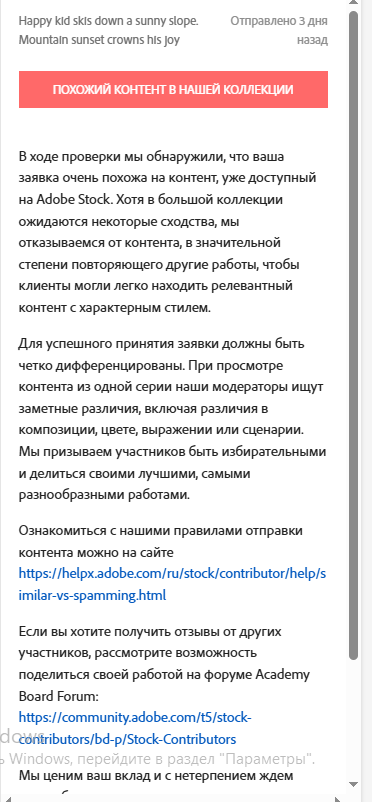 Happy kid skis down a sunny slope.
Mountain sunset crowns his joy
Отправлено 3 дня
назад
ПОХОЖИЙ КОНТЕНТ В НАШЕЙ КОЛЛЕКЦИИ
В ходе проверки мы обнаружили, что ваша
заявка очень похожа на контент, уже доступный
на Adobe Stock. Хотя в большой коллекции
ожидаются некоторые сходства, мы
отказываемся от контента, в значительной
степени повторяющего другие работы, чтобы
клиенты могли легко находить релевантный
контент с характерным стилем.
Для успешного принятия заявки должны быть
четко дифференцированы. При просмотре
контента из одной серии наши модераторы ищут
заметные различия, включая различия в
композиции, цвете, выражении или сценарии.
Мы призываем участников быть избирательными
и делиться своими лучшими, самыми
разнообразными работами.
Ознакомиться с нашими правилами отправки
контента можно на сайте
https://helpx.adobe.com/ru/stock/contributor/help/s
imilar-vs-spamming.html
Если вы хотите получить отзывы от других
участников, рассмотрите возможность
поделиться своей работой на форуме Academy
Board Forum:
https://community.adobe.com/t5/stock-
contributors/bd-p/Stock-Contributors
dows
ь Windows, перейдите в раздел "Параметры".
Мы ценим ваш вклад и с нетерпением ждем